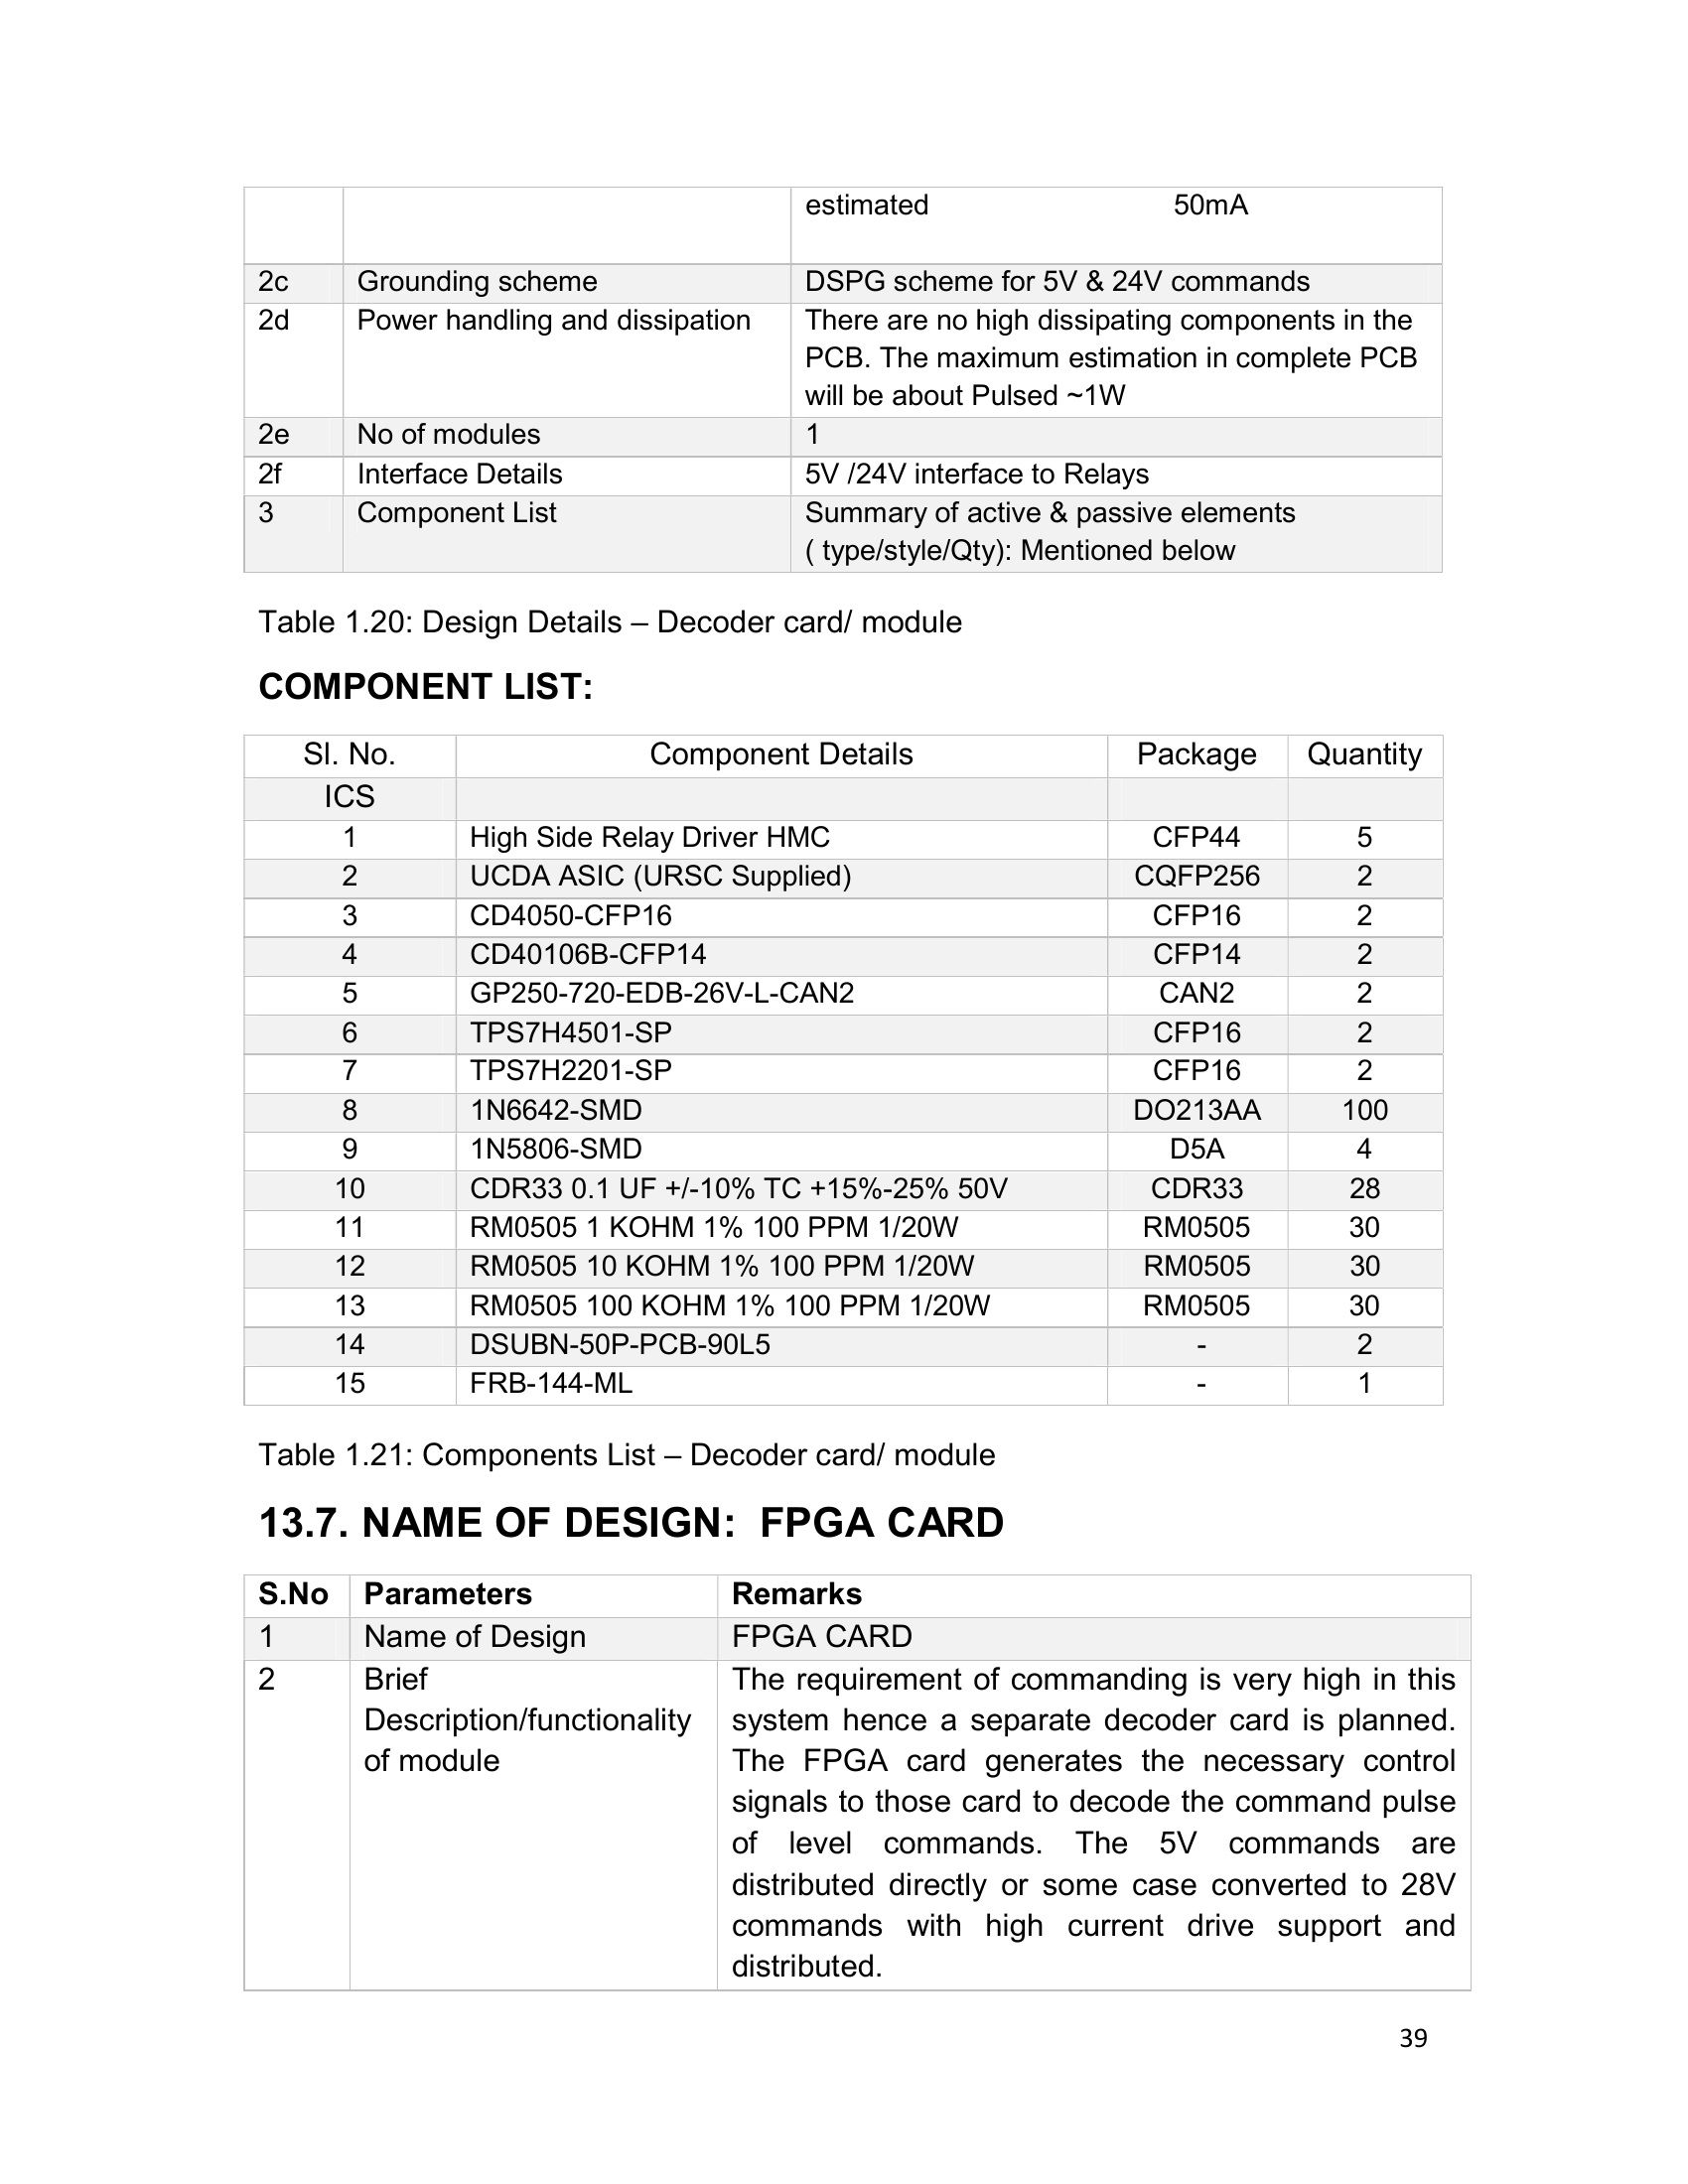 estimated 50mA
2c Grounding scheme DSPG scheme for 5V & 24V commands
2d Power handling and dissipation There are no high dissipating components in the
PCB. The maximum estimation in complete PCB
will be about Pulsed ~1W
2e No of modules 1
2f Interface Details 5V /24V interface to Relays
3 Component List Summary of active & passive elements
( type/style/Qty): Mentioned below
Table 1.20: Design Details – Decoder card/ module
COMPONENT LIST:
Sl. No. Component Details Package Quantity
ICS
1 High Side Relay Driver HMC CFP44 5
2 UCDA ASIC (URSC Supplied) CQFP256 2
3 CD4050-CFP16 CFP16 2
4 CD40106B-CFP14 CFP14 2
5 GP250-720-EDB-26V-L-CAN2 CAN2 2
6 TPS7H4501-SP CFP16 2
7 TPS7H2201-SP CFP16 2
8 1N6642-SMD DO213AA 100
9 1N5806-SMD D5A 4
10 CDR33 0.1 UF +/-10% TC +15%-25% 50V CDR33 28
11 RM0505 1 KOHM 1% 100 PPM 1/20W RM0505 30
12 RM0505 10 KOHM 1% 100 PPM 1/20W RM0505 30
13 RM0505 100 KOHM 1% 100 PPM 1/20W RM0505 30
14 DSUBN-50P-PCB-90L5 - 2
15 FRB-144-ML - 1
Table 1.21: Components List – Decoder card/ module
13.7. NAME OF DESIGN: FPGA CARD
S.No Parameters Remarks
1 Name of Design FPGA CARD
2 Brief The requirement of commanding is very high in this
Description/functionality system hence a separate decoder card is planned.
of module The FPGA card generates the necessary control
signals to those card to decode the command pulse
of level commands. The 5V commands are
distributed directly or some case converted to 28V
commands with high current drive support and
distributed.
39